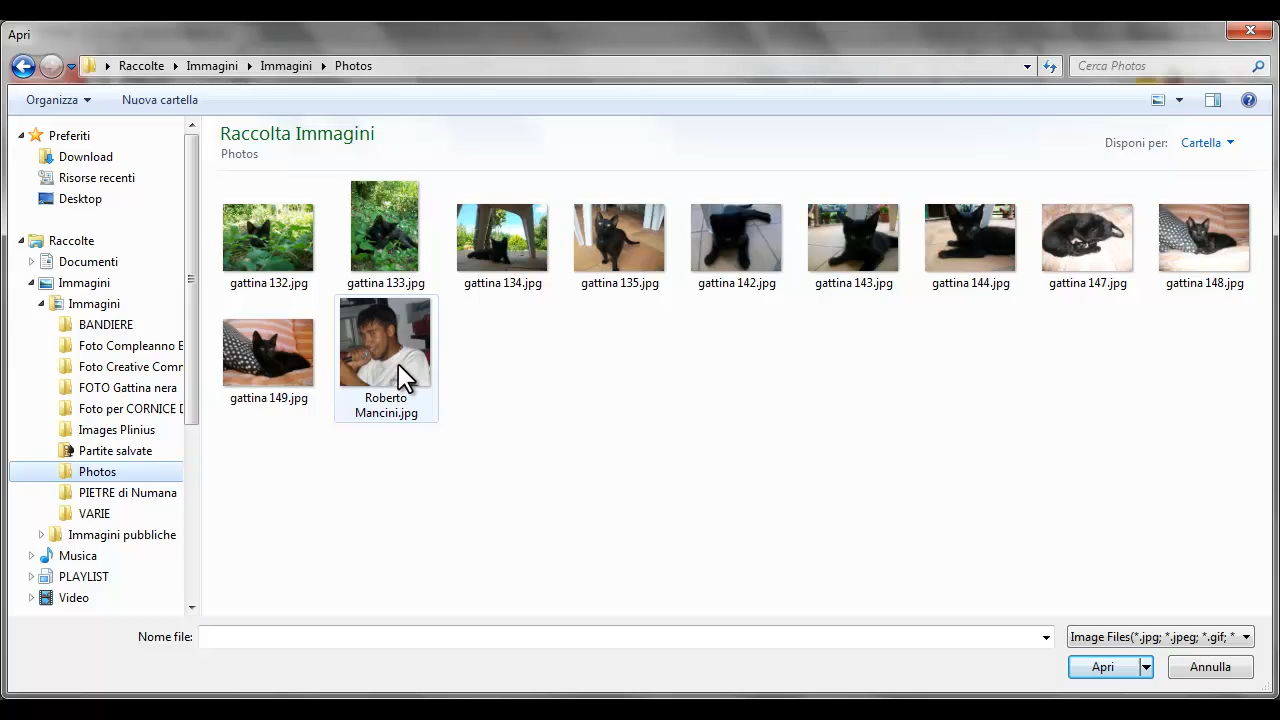 Apri
Raccolte
Immagini
Immagini
Photos
Cerca Photos
Organizza
Nuova cartella
Preferiti
Download
Risorse recenti
Desktop
Raccolte
Documenti
Immagini
Immagini
BANDIERE
Foto Compleanno E
Foto Creative Comr
FOTO Gattina nera
Foto per CORNICE D
Images Plinius
Partite salvate
Photos
PIETRE di Numana
VARIE
Immagini pubbliche
Musica
PLAYLIST
Video
Raccolta Immagini
Photos
Disponi per:
Cartella
gattina 132.jpg
gattina 133.jpg
gattina 134.jpg
gattina 135.jpg
gattina 142.jpg
gattina 143.jpg
gattina 144.jpg
gattina 147.jpg
gattina 148.jpg
gattina 149.jpg
Roberto
Mancini.jpg
Nome file:
Image Files(*.jpg; *.jpeg; *.gif; *
Apri
Annulla